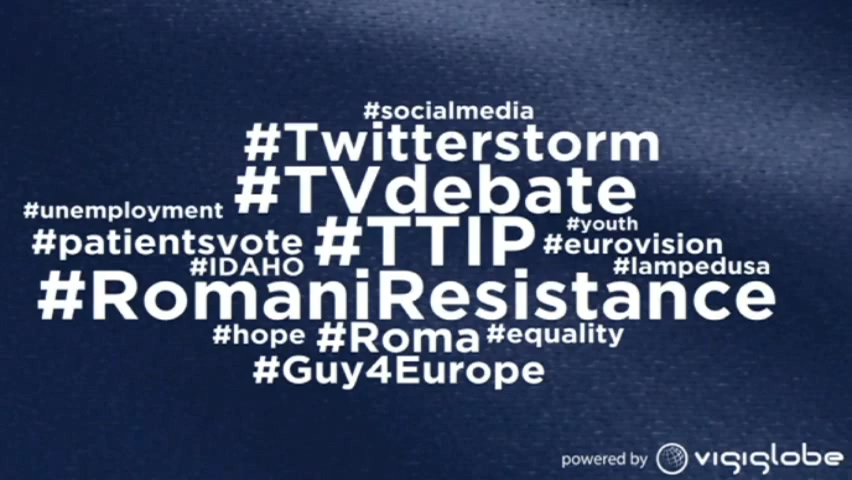 #socialmedia
#Twitterstorm
#TVdebate
#unemployment
#youth
#patientsvote #TTIP #eurovision
#IDAHO #lampedusa
#RomaniResistance
#hope #Roma #equality
#Guy4Europe
powered by vigiglobe